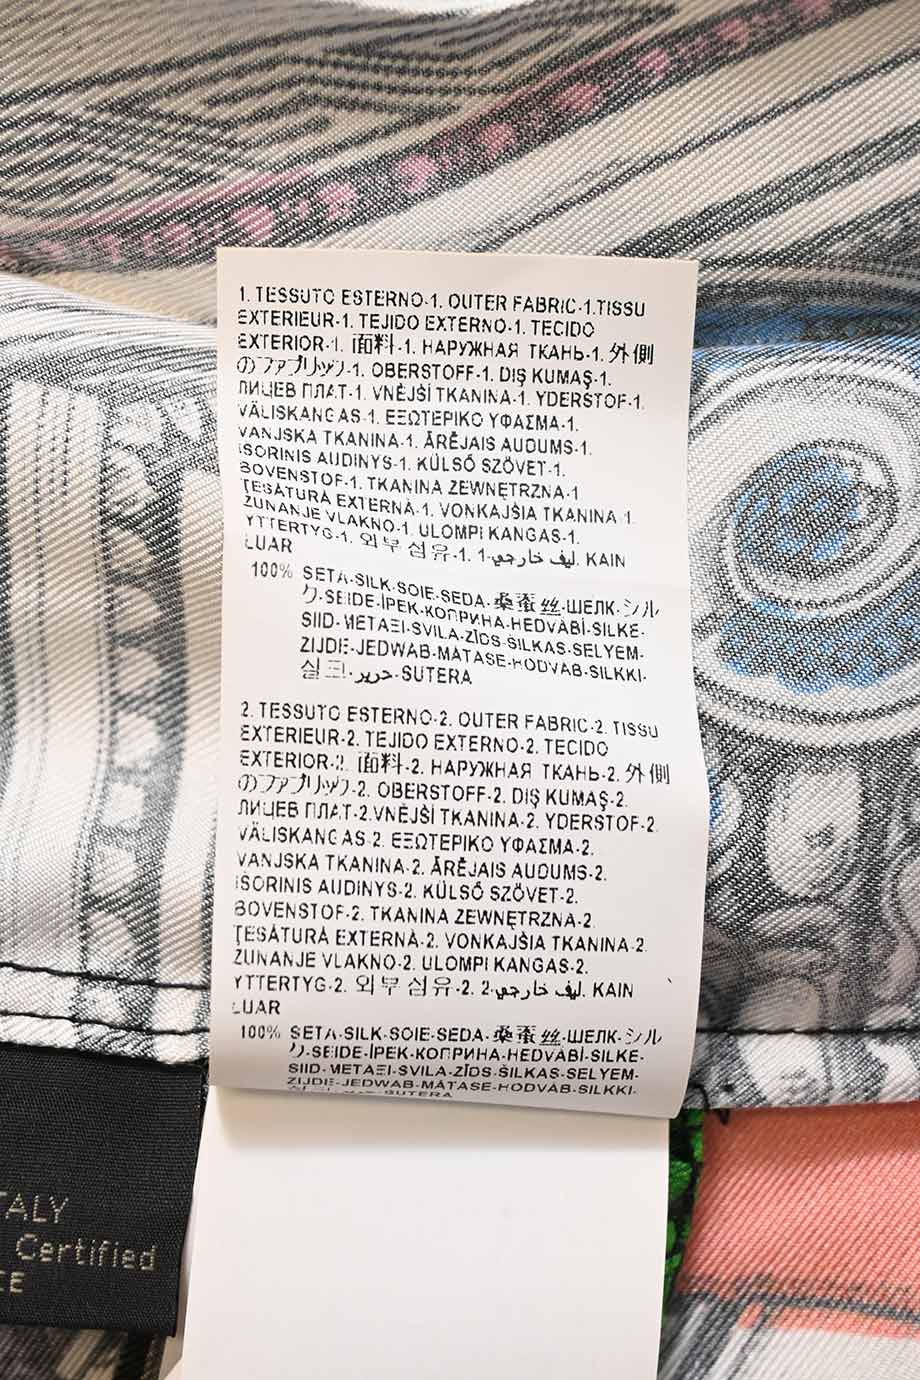 1. TESSUTO ESTERNO-1. OUTER FABRIC-1.TISSU
EXTERIEUR-1. TEJIDO EXTERNO-1. TECIDO
EXTERIOR-1. 面料-1. НАРУЖНАЯ ТКАНЬ-1. 外側
のファブリック-1. OBERSTOFF-1. DIŞ KUMAŞ-1.
ЛИЦЕВ ПЛАТ-1. VNĚJŠÍ TKANINA-1. YDERSTOF-1.
VÄLISKANGAS-1. ΕΞΩΤΕΡΙΚΟ ΥΦΑΣΜΑ-1.
VANJSKA TKANINA-1. ĀRĒJAIS AUDUMS-1.
IŠORINIS AUDINYS-1. KÜLSŐ SZÖVET-1.
BOVENSTOF-1. TKANINA ZEWNĘTRZNA-1
ŢESĂTURĂ EXTERNĂ-1. VONKAJŠIA TKANINA 1.
ZUNANJE VLAKNO-1. ULOMPI KANGAS-1.
YTTERTYG-1. 외부 섬유-1. 1-ليف خارجي. KAIN
LUAR
100% SETA-SILK-SOIE-SEDA-桑蚕丝-ШЕЛК-シル
ク-SEIDE-İPEK-КОПРИНА-HEDVÁBÍ-SILKE-
SIID-ΜΕΤΑΞΙ-SVILA-ZĪDS-ŠILKAS-SELYEM-
ZIJDE-JEDWAB-MĂTASE-HODVÁB-SILKKI-
실크-حرير-SUTERA
2. TESSUTO ESTERNO-2. OUTER FABRIC-2. TISSU
EXTERIEUR-2. TEJIDO EXTERNO-2. TECIDO
EXTERIOR-2. 面料-2. НАРУЖНАЯ ТКАНЬ-2. 外側
のファブリック-2. OBERSTOFF-2. DIŞ KUMAŞ-2.
ЛИЦЕВ ПЛАТ-2.VNĚJŠÍ TKANINA-2. YDERSTOF-2.
VÄLISKANGAS-2. ΕΞΩΤΕΡΙΚΟ ΥΦΑΣΜΑ-2.
VANJSKA TKANINA-2. ĀRĒJAIS AUDUMS-2.
IŠORINIS AUDINYS-2. KÜLSŐ SZÖVET-2.
BOVENSTOF-2. TKANINA ZEWNĘTRZNA-2
ŢESĂTURĂ EXTERNĂ-2. VONKAJŠIA TKANINA-2.
ZUNANJE VLAKNO-2. ULOMPI KANGAS-2.
YTTERTYG-2. 외부 섬유-2. 2-ليف خارجي. KAIN
LUAR
100% SETA-SILK-SOIE-SEDA-桑蚕丝-ШЕЛК-シル
ク-SEIDE-İPEK-КОПРИНА-HEDVÁBÍ-SILKE-
SIID-ΜΕΤΑΞΙ-SVILA-ZĪDS-ŠILKAS-SELYEM-
ZIJDE-JEDWAB-MĂTASE-HODVÁB-SILKKI-
SUTERA
TALY
Certified
CE